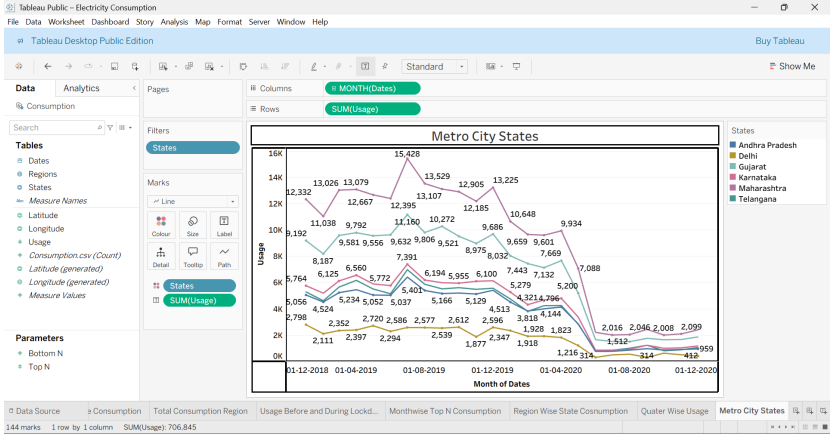 Tableau Public – Electricity Consumption
File Data Worksheet Dashboard Story Analysis Map Format Server Window Help
Tableau Desktop Public Edition Buy Tableau
Standard Show Me
Data Analytics
Consumption
Search
Tables
Dates
Regions
States
Measure Names
Latitude
Longitude
Usage
Consumption.csv (Count)
Latitude (generated)
Longitude (generated)
Measure Values
Parameters
Bottom N
Top N
Pages
Filters
States
Marks
Line
Colour Size Label
Detail Tooltip Path
States
SUM(Usage)
Columns MONTH(Dates)
Rows SUM(Usage)
Metro City States
Usage
16K
14K
12K
10K
8K
6K
4K
2K
0K
15,428
13,026 13,079 13,529
12,332 12,667 12,395 13,107 12,905 13,225
12,185
11,038 11,160 10,648
9,192 9,792 10,272 9,686 9,934
9,581 9,556 9,632 9,806 9,521 9,659 9,601
8,187 8,975 8,032 7,669
7,391 7,443 7,132 7,088
5,764 6,125 6,560 5,772 6,194 5,955 6,100
5,401 5,279 5,200
5,056 5,234 5,052 5,037 5,166 5,129 4,321 4,796
4,524 4,513 3,818 4,144
2,798 2,352 2,720 2,586 2,577 2,612 2,596 1,928 1,823 2,016 2,046 2,008 2,099
2,111 2,397 2,294 2,539 1,877 2,347 1,918 1,512
1,216 314 314 412 959
01-12-2018 01-04-2019 01-08-2019 01-12-2019 01-04-2020 01-08-2020 01-12-2020
Month of Dates
States
Andhra Pradesh
Delhi
Gujarat
Karnataka
Maharashtra
Telangana
Data Source e Consumption Total Consumption Region Usage Before and During Lockd... Monthwise Top N Consumption Region Wise State Cosnumption Quater Wise Usage Metro City States
144 marks 1 row by 1 column SUM(Usage): 706,845